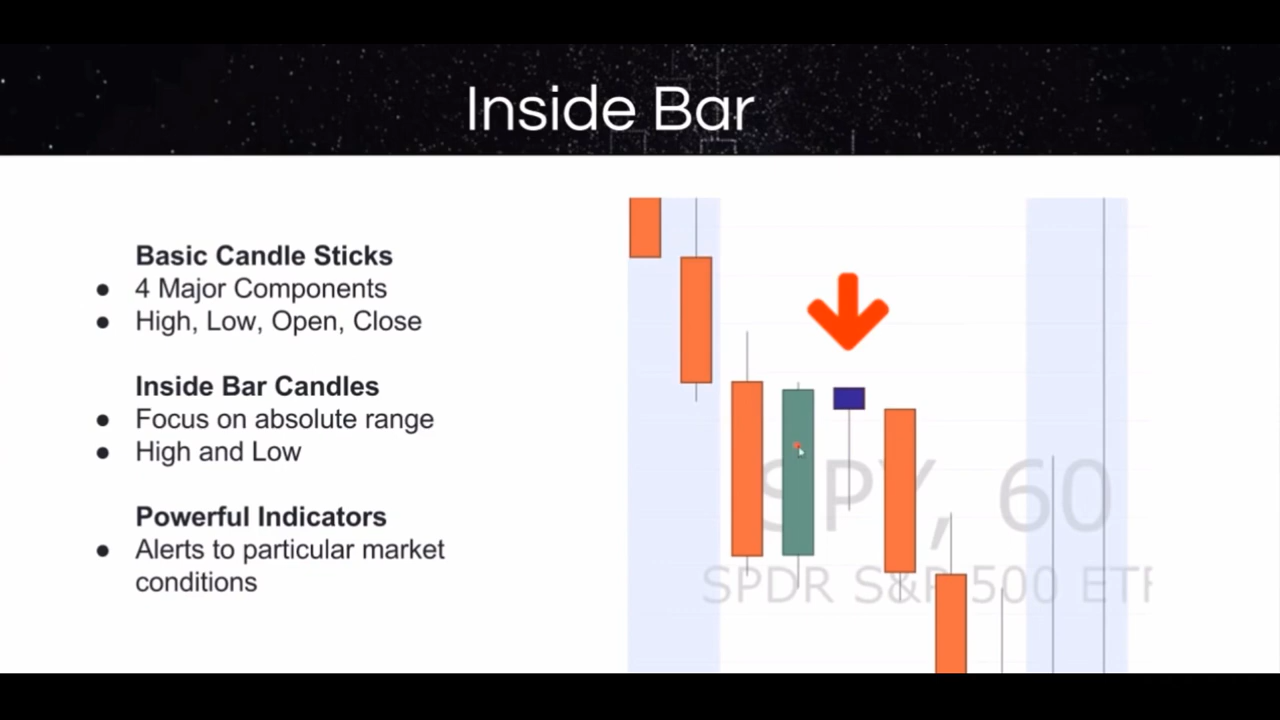 Inside Bar
Basic Candle Sticks
● 4 Major Components
● High, Low, Open, Close
Inside Bar Candles
● Focus on absolute range
● High and Low
Powerful Indicators
● Alerts to particular market
conditions
SPY, 60
SPDR S&P 500 ETF